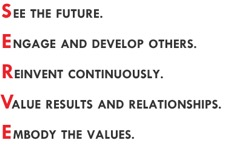 SEE THE FUTURE.
ENGAGE AND DEVELOP OTHERS.
REINVENT CONTINUOUSLY.
VALUE RESULTS AND RELATIONSHIPS.
EMBODY THE VALUES.